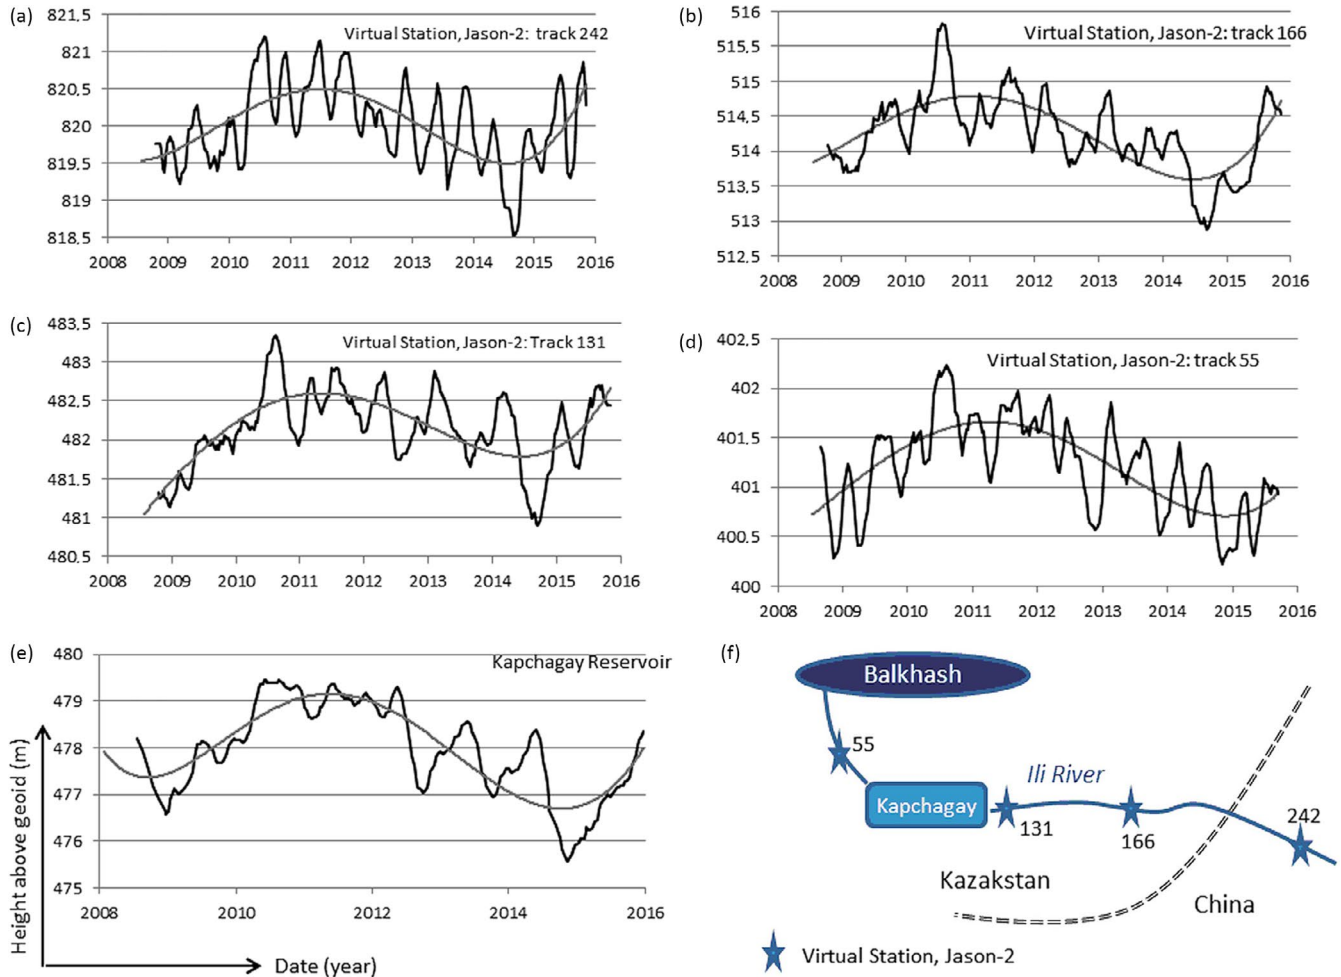 (a)
Virtual Station, Jason-2: track 242
821.5
821
820.5
820
819.5
819
818.5
2008 2009 2010 2011 2012 2013 2014 2015 2016
(b)
Virtual Station, Jason-2: track 166
516
515.5
515
514.5
514
513.5
513
512.5
2008 2009 2010 2011 2012 2013 2014 2015 2016
(c)
Virtual Station, Jason-2: Track 131
483.5
483
482.5
482
481.5
481
480.5
2008 2009 2010 2011 2012 2013 2014 2015 2016
(d)
Virtual Station, Jason-2: track 55
402.5
402
401.5
401
400.5
400
2008 2009 2010 2011 2012 2013 2014 2015 2016
(e)
Kapchagay Reservoir
480
479
478
477
476
475
2008 2010 2012 2014 2016
Height above geoid (m)
Date (year)
(f)
Balkhash
55
Ili River
Kapchagay
131
166
242
Kazakstan
China
Virtual Station, Jason-2